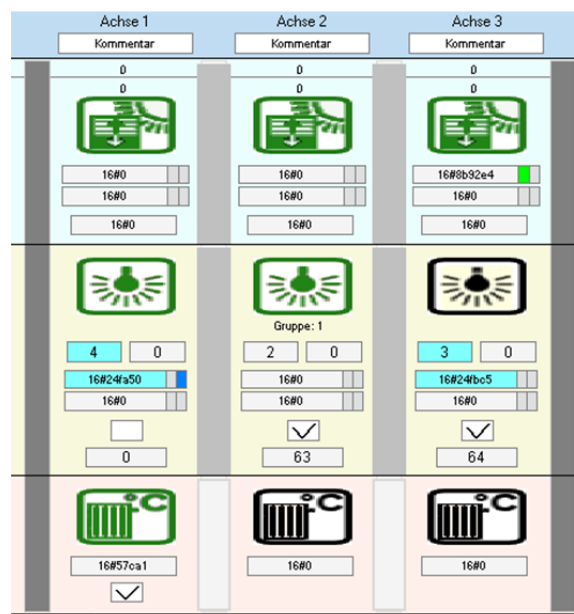 Achse 1 Achse 2 Achse 3
Kommentar Kommentar Kommentar
0 0 0
0 0 0
16#0 16#0 16#8b92e4
16#0 16#0 16#0
16#0 16#0 16#0
Gruppe: 1
4 0 2 0 3 0
16#24fa50 16#0 16#24fbc5
16#0 16#0 16#0
0 63 64
°C °C °C
16#57ca1 16#0 16#0